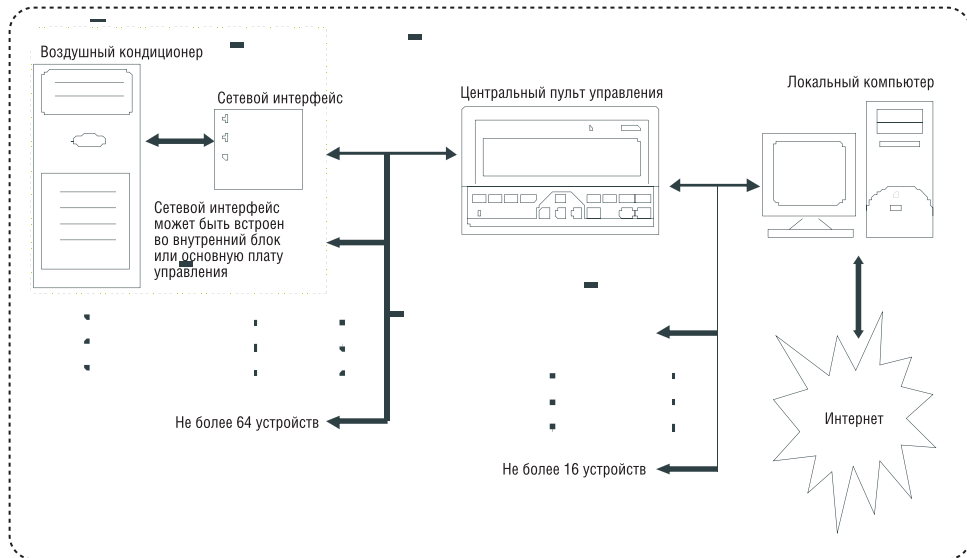 Воздушный кондиционер
Сетевой интерфейс
Центральный пульт управления
Локальный компьютер
Сетевой интерфейс
может быть встроен
во внутренний блок
или основную плату
управления
Не более 64 устройств
Интернет
Не более 16 устройств